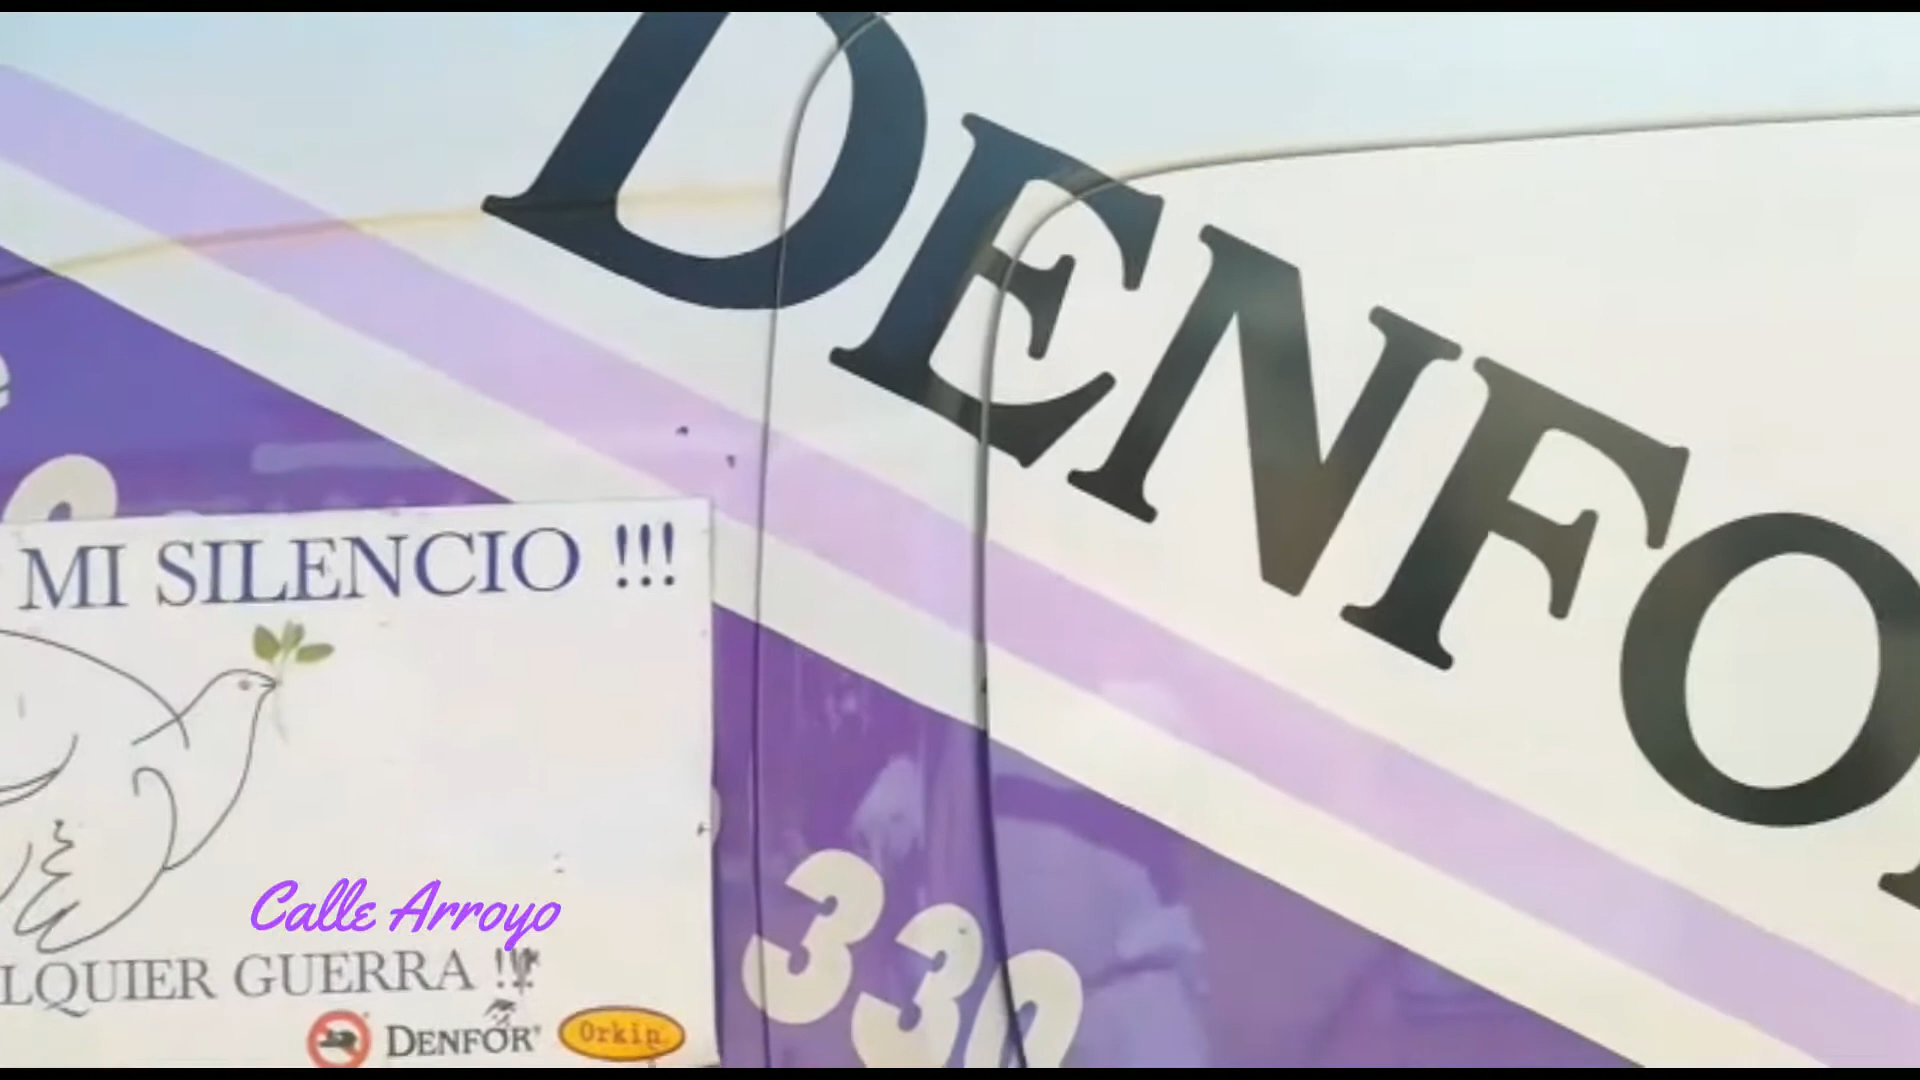 DENFO
MI SILENCIO !!!
Calle Arroyo
LQUIER GUERRA !!!
DENFOR
Orkin
330